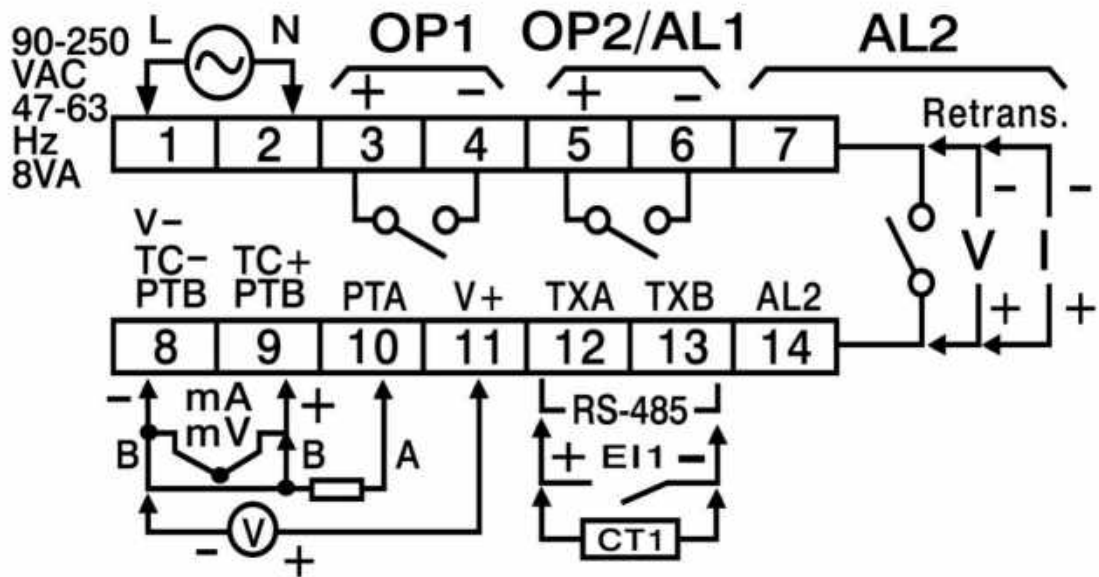 90-250
VAC
47-63
Hz
8VA
L N
OP1 OP2/AL1 AL2
+ - + -
Retrans.
1 2 3 4 5 6 7
- -
V I
+ +
V-
TC- TC+
PTB PTB PTA V+ TXA TXB AL2
8 9 10 11 12 13 14
- mA +
mV
B B A
RS-485
+ EI1 -
CT1
V
- +